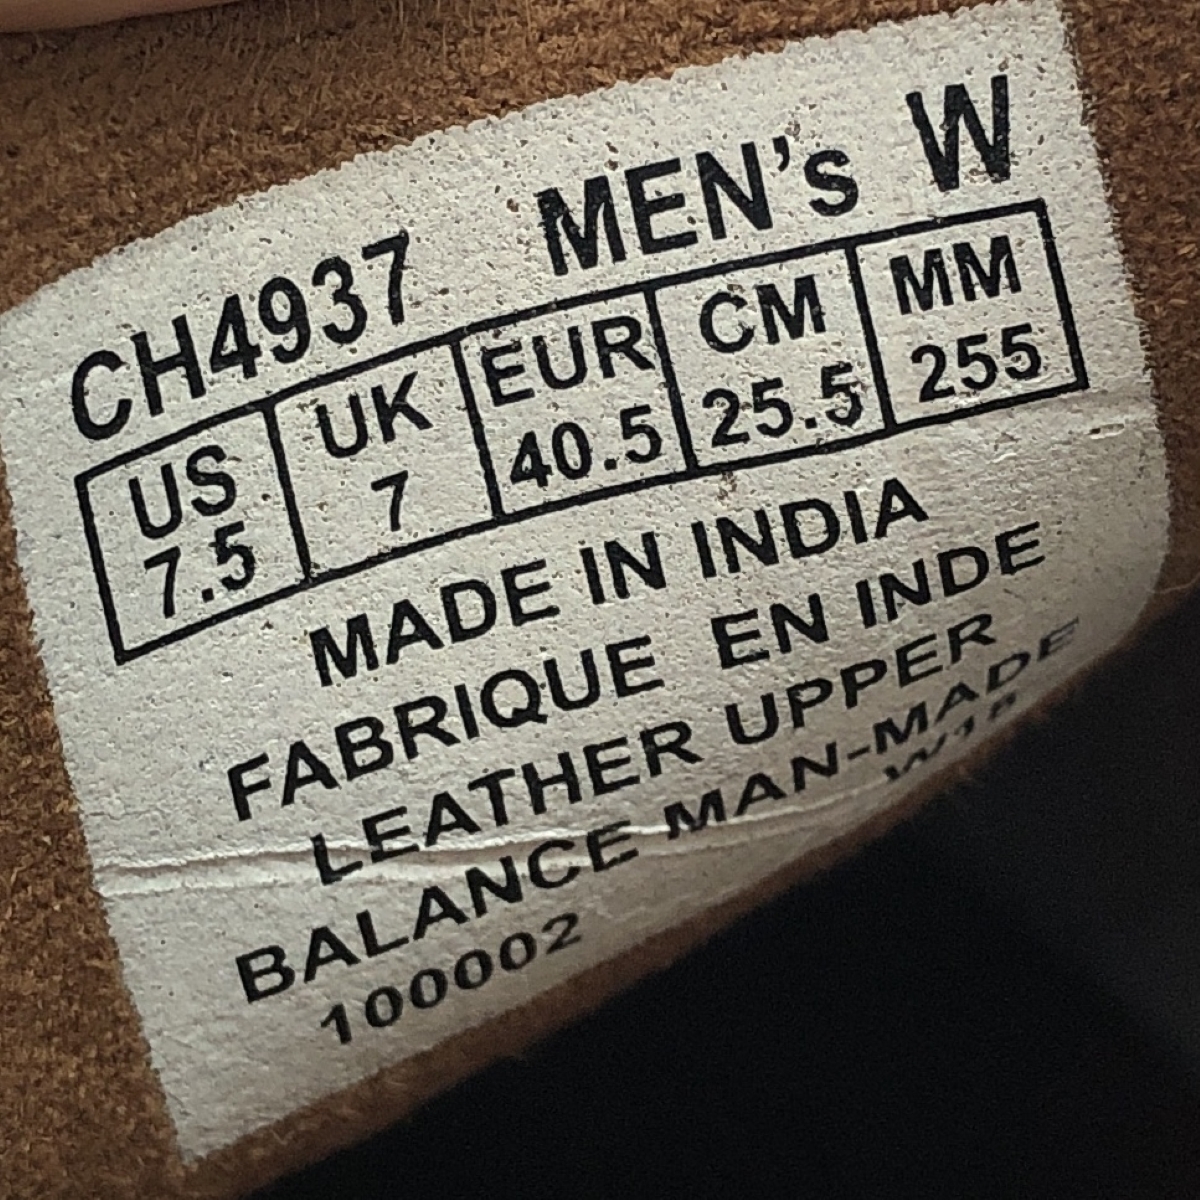 CH4937 MEN's W
US UK EUR CM MM
7.5 7 40.5 25.5 255
MADE IN INDIA
FABRIQUE EN INDE
LEATHER UPPER
BALANCE MAN-MADE
100002